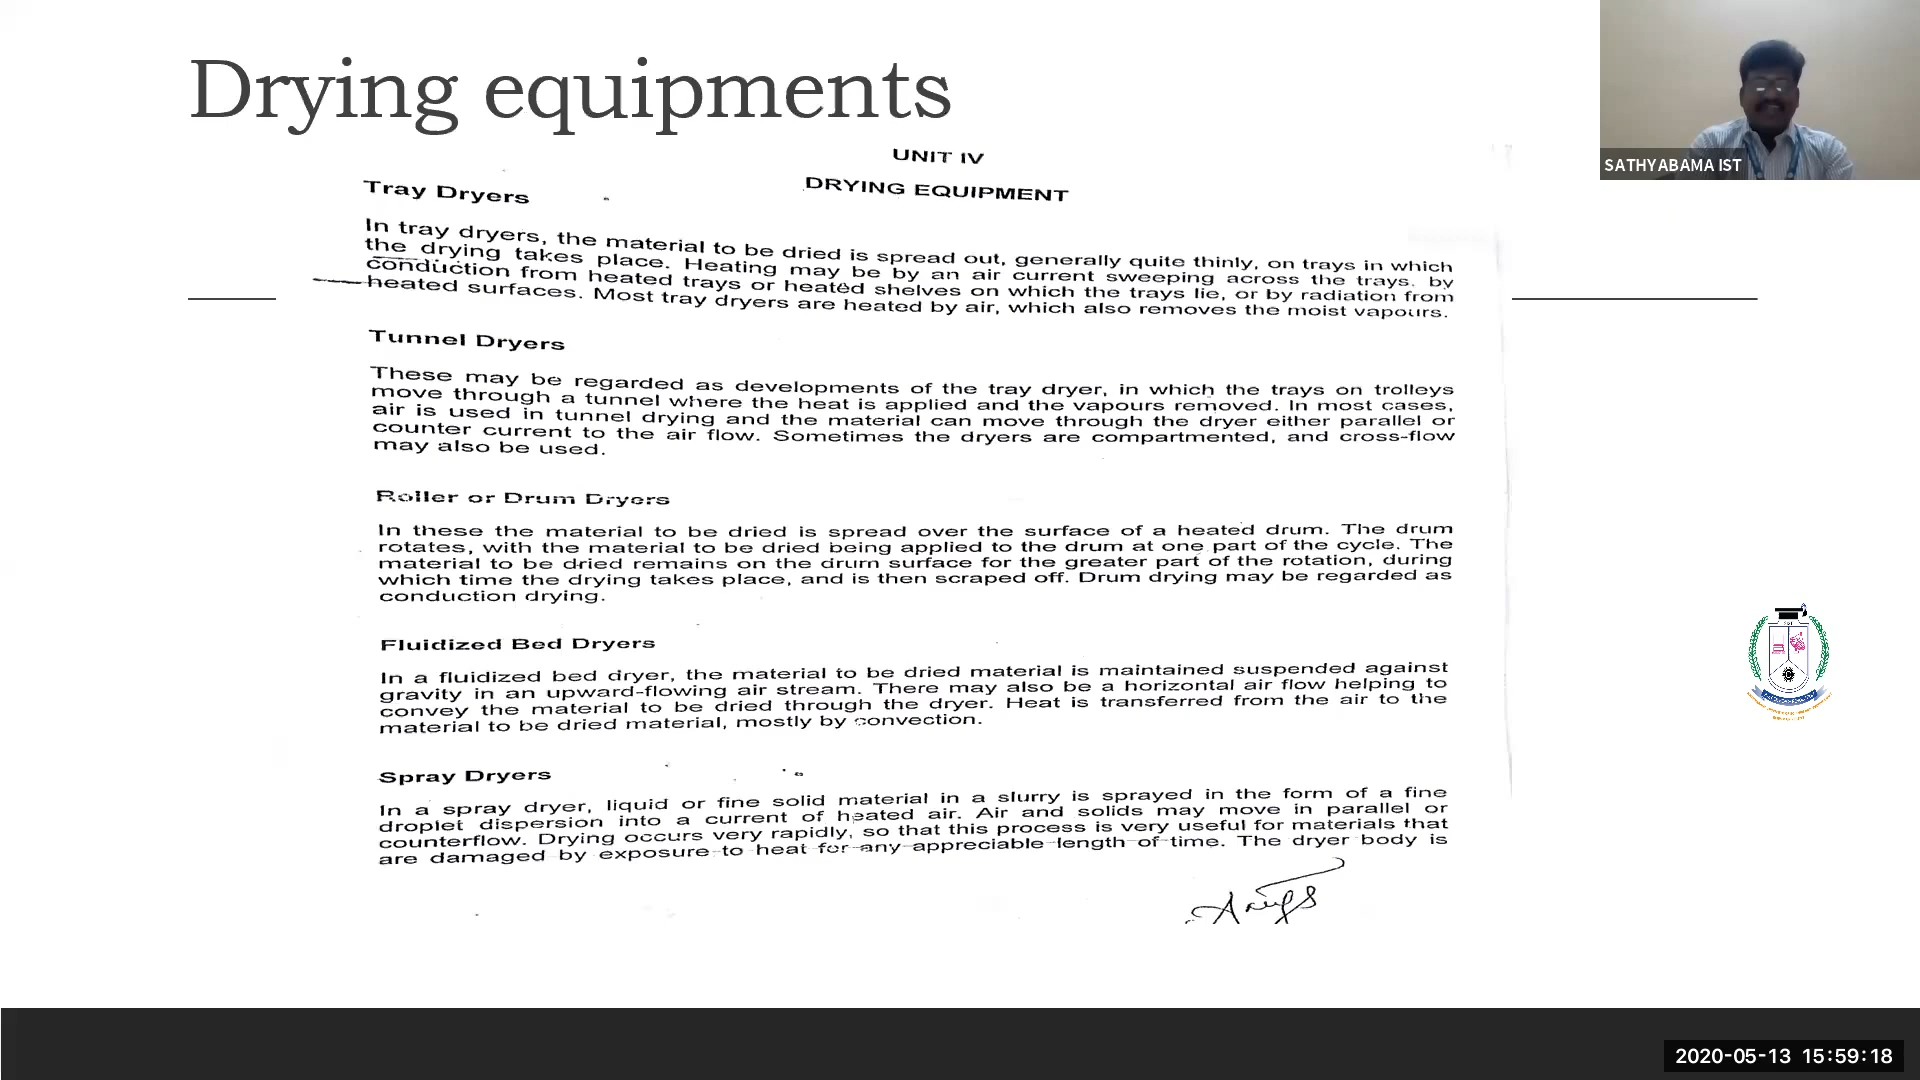 Drying equipments
SATHYABAMA IST
UNIT IV
DRYING EQUIPMENT
Tray Dryers
In tray dryers, the material to be dried is spread out, generally quite thinly, on trays in which
the drying takes place. Heating may be by an air current sweeping across the trays. by
conduction from heated trays or heated shelves on which the trays lie, or by radiation from
heated surfaces. Most tray dryers are heated by air, which also removes the moist vapours.
Tunnel Dryers
These may be regarded as developments of the tray dryer, in which the trays on trolleys
move through a tunnel where the heat is applied and the vapours removed. In most cases,
air is used in tunnel drying and the material can move through the dryer either parallel or
counter current to the air flow. Sometimes the dryers are compartmented, and cross-flow
may also be used.
Roller or Drum Dryers
In these the material to be dried is spread over the surface of a heated drum. The drum
rotates, with the material to be dried being applied to the drum at one part of the cycle. The
material to be dried remains on the drum surface for the greater part of the rotation, during
which time the drying takes place, and is then scraped off. Drum drying may be regarded as
conduction drying.
Fluidized Bed Dryers
In a fluidized bed dryer, the material to be dried material is maintained suspended against
gravity in an upward-flowing air stream. There may also be a horizontal air flow helping to
convey the material to be dried through the dryer. Heat is transferred from the air to the
material to be dried material, mostly by convection.
Spray Dryers
In a spray dryer, liquid or fine solid material in a slurry is sprayed in the form of a fine
droplet dispersion into a current of heated air. Air and solids may move in parallel or
counterflow. Drying occurs very rapidly, so that this process is very useful for materials that
are damaged by exposure to heat for any appreciable length of time. The dryer body is
2020-05-13 15:59:18